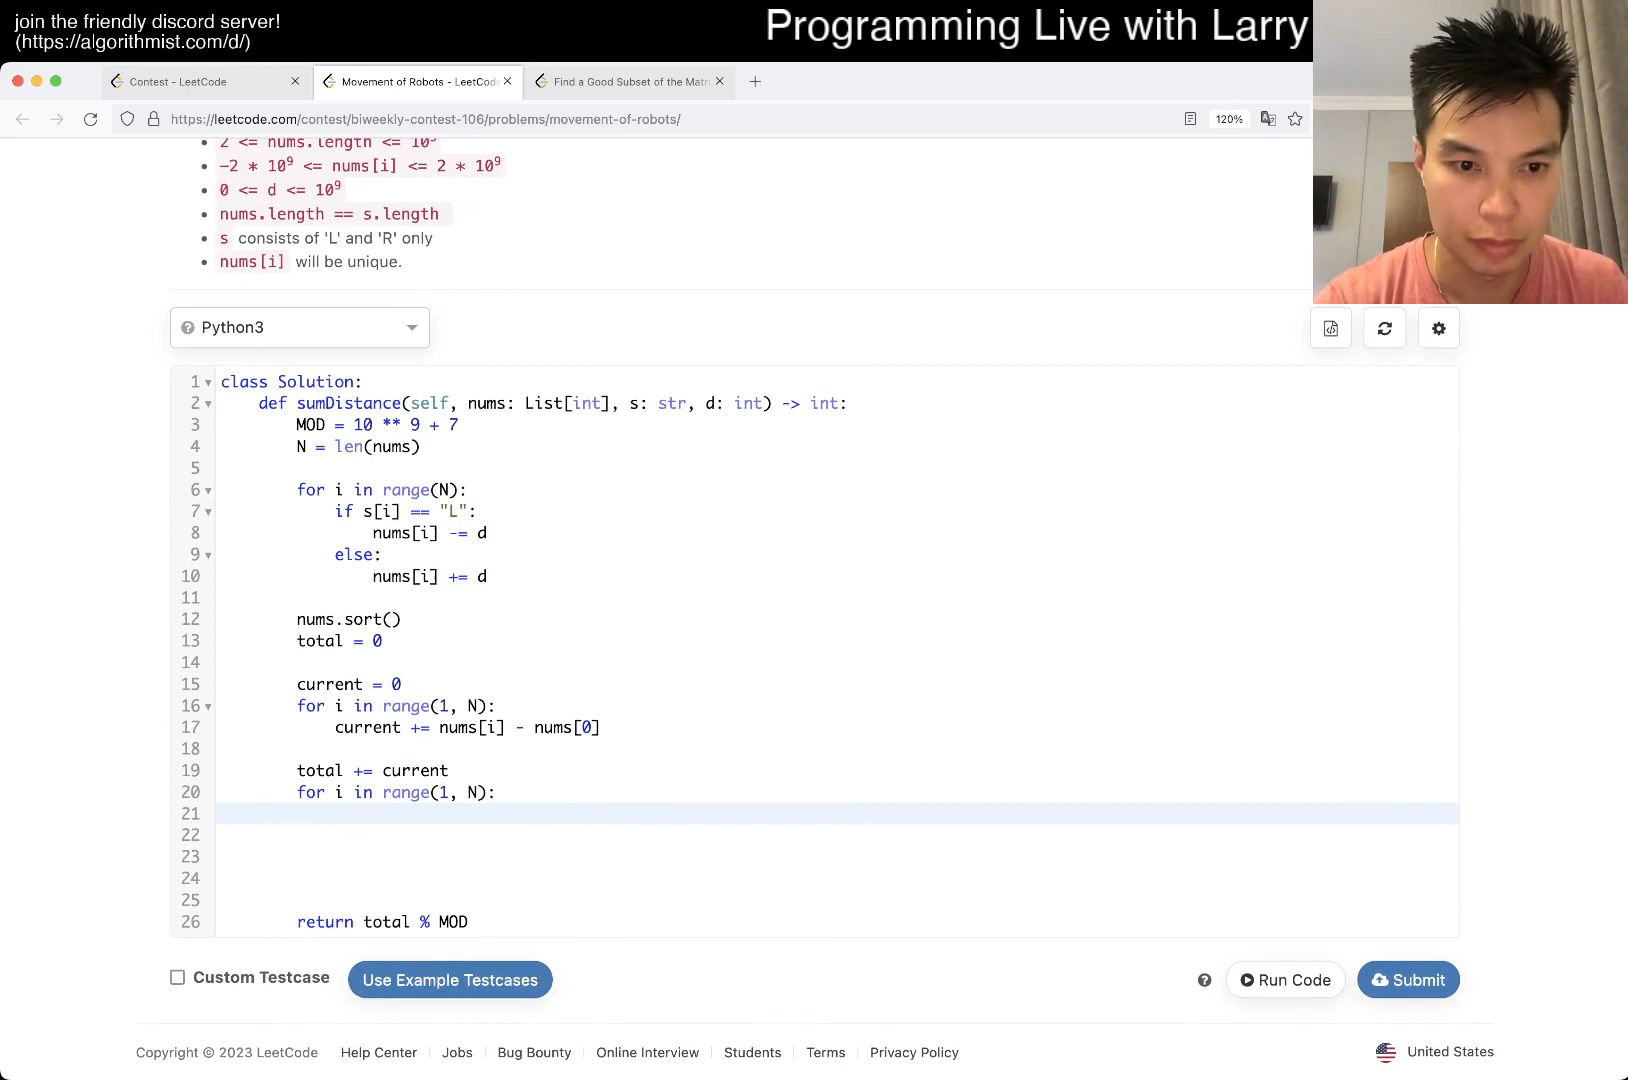 join the friendly discord server!
(https://algorithmist.com/d/)
Programming Live with Larry
Contest - LeetCode
Movement of Robots - LeetCode
Find a Good Subset of the Matri
https://leetcode.com/contest/biweekly-contest-106/problems/movement-of-robots/
120%
2 <= nums.length <= 10⁵
-2 * 10⁹ <= nums[i] <= 2 * 10⁹
0 <= d <= 10⁹
nums.length == s.length
s consists of 'L' and 'R' only
nums[i] will be unique.
Python3
1 class Solution:
2 def sumDistance(self, nums: List[int], s: str, d: int) -> int:
3 MOD = 10 ** 9 + 7
4 N = len(nums)
5
6 for i in range(N):
7 if s[i] == "L":
8 nums[i] -= d
9 else:
10 nums[i] += d
11
12 nums.sort()
13 total = 0
14
15 current = 0
16 for i in range(1, N):
17 current += nums[i] - nums[0]
18
19 total += current
20 for i in range(1, N):
21
22
23
24
25
26 return total % MOD
Custom Testcase
Use Example Testcases
Run Code
Submit
Copyright © 2023 LeetCode
Help Center
Jobs
Bug Bounty
Online Interview
Students
Terms
Privacy Policy
United States